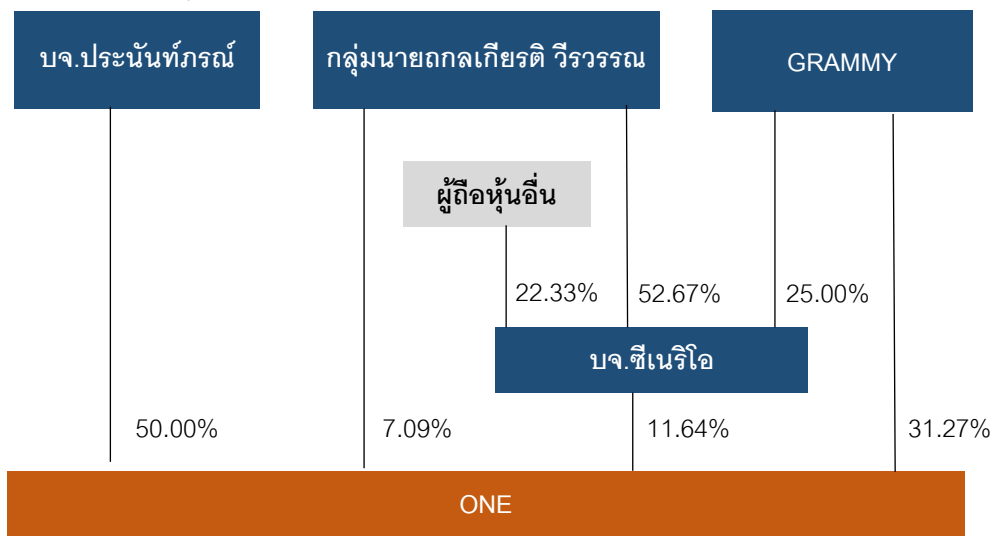 บจ.ประนันท์ภรณ์
กลุ่มนายถกลเกียรติ วีรวรรณ
GRAMMY
ผู้ถือหุ้นอื่น
22.33%
52.67%
25.00%
บจ.ซีเนริโอ
50.00%
7.09%
11.64%
31.27%
ONE